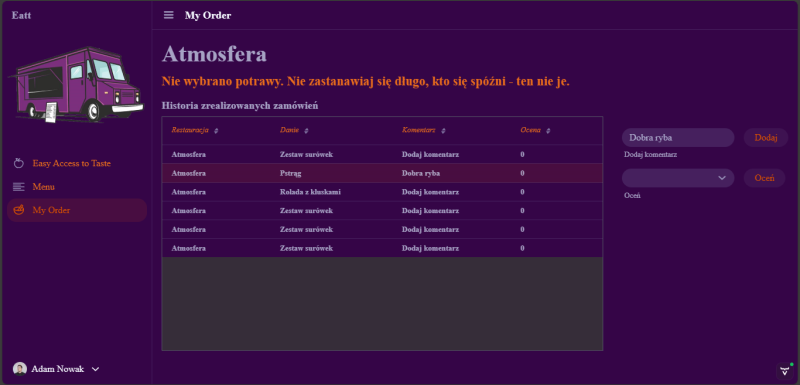 Eatt
My Order
Atmosfera
Nie wybrano potrawy. Nie zastanawiaj się długo, kto się spóźni - ten nie je.
Historia zrealizowanych zamówień
Restauracja Danie Komentarz Ocena
Atmosfera Zestaw surówek Dodaj komentarz 0
Atmosfera Pstrąg Dobra ryba 0
Atmosfera Rolada z kluskami Dodaj komentarz 0
Atmosfera Zestaw surówek Dodaj komentarz 0
Atmosfera Zestaw surówek Dodaj komentarz 0
Atmosfera Zestaw surówek Dodaj komentarz 0
Dobra ryba Dodaj
Dodaj komentarz
Oceń
Oceń
Easy Access to Taste
Menu
My Order
Adam Nowak